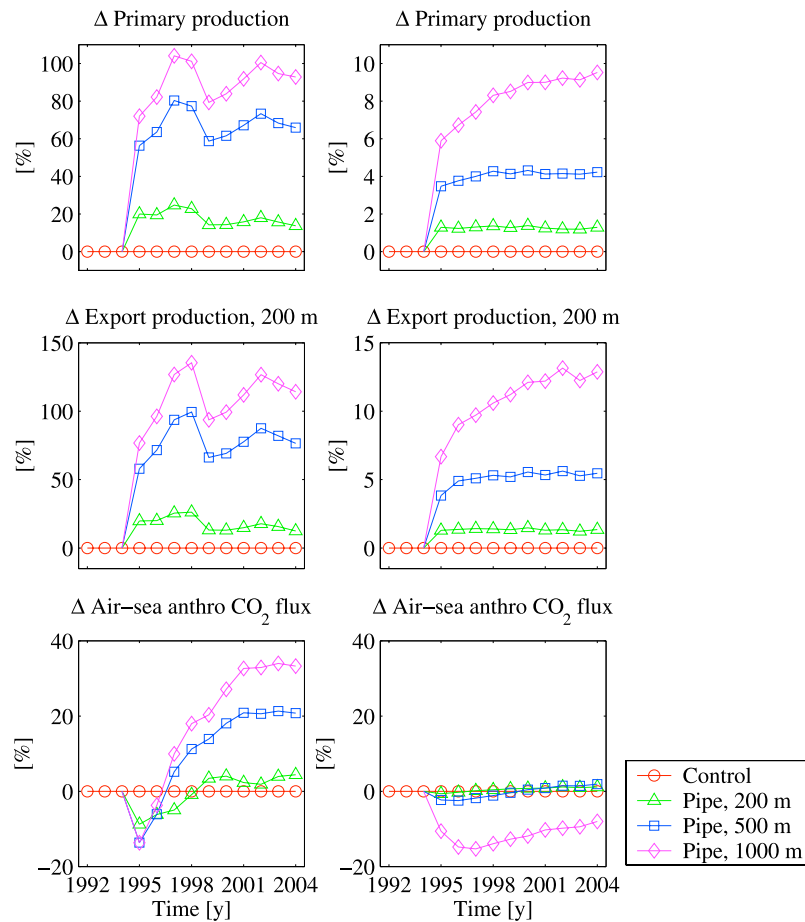 Δ Primary production
Δ Primary production
[%]
100
80
60
40
20
0
[%]
10
8
6
4
2
0
Δ Export production, 200 m
Δ Export production, 200 m
[%]
150
100
50
0
[%]
15
10
5
0
Δ Air−sea anthro CO2 flux
Δ Air−sea anthro CO2 flux
[%]
40
20
0
−20
1992 1995 1998 2001 2004
Time [y]
[%]
40
20
0
−20
1992 1995 1998 2001 2004
Time [y]
Control
Pipe, 200 m
Pipe, 500 m
Pipe, 1000 m